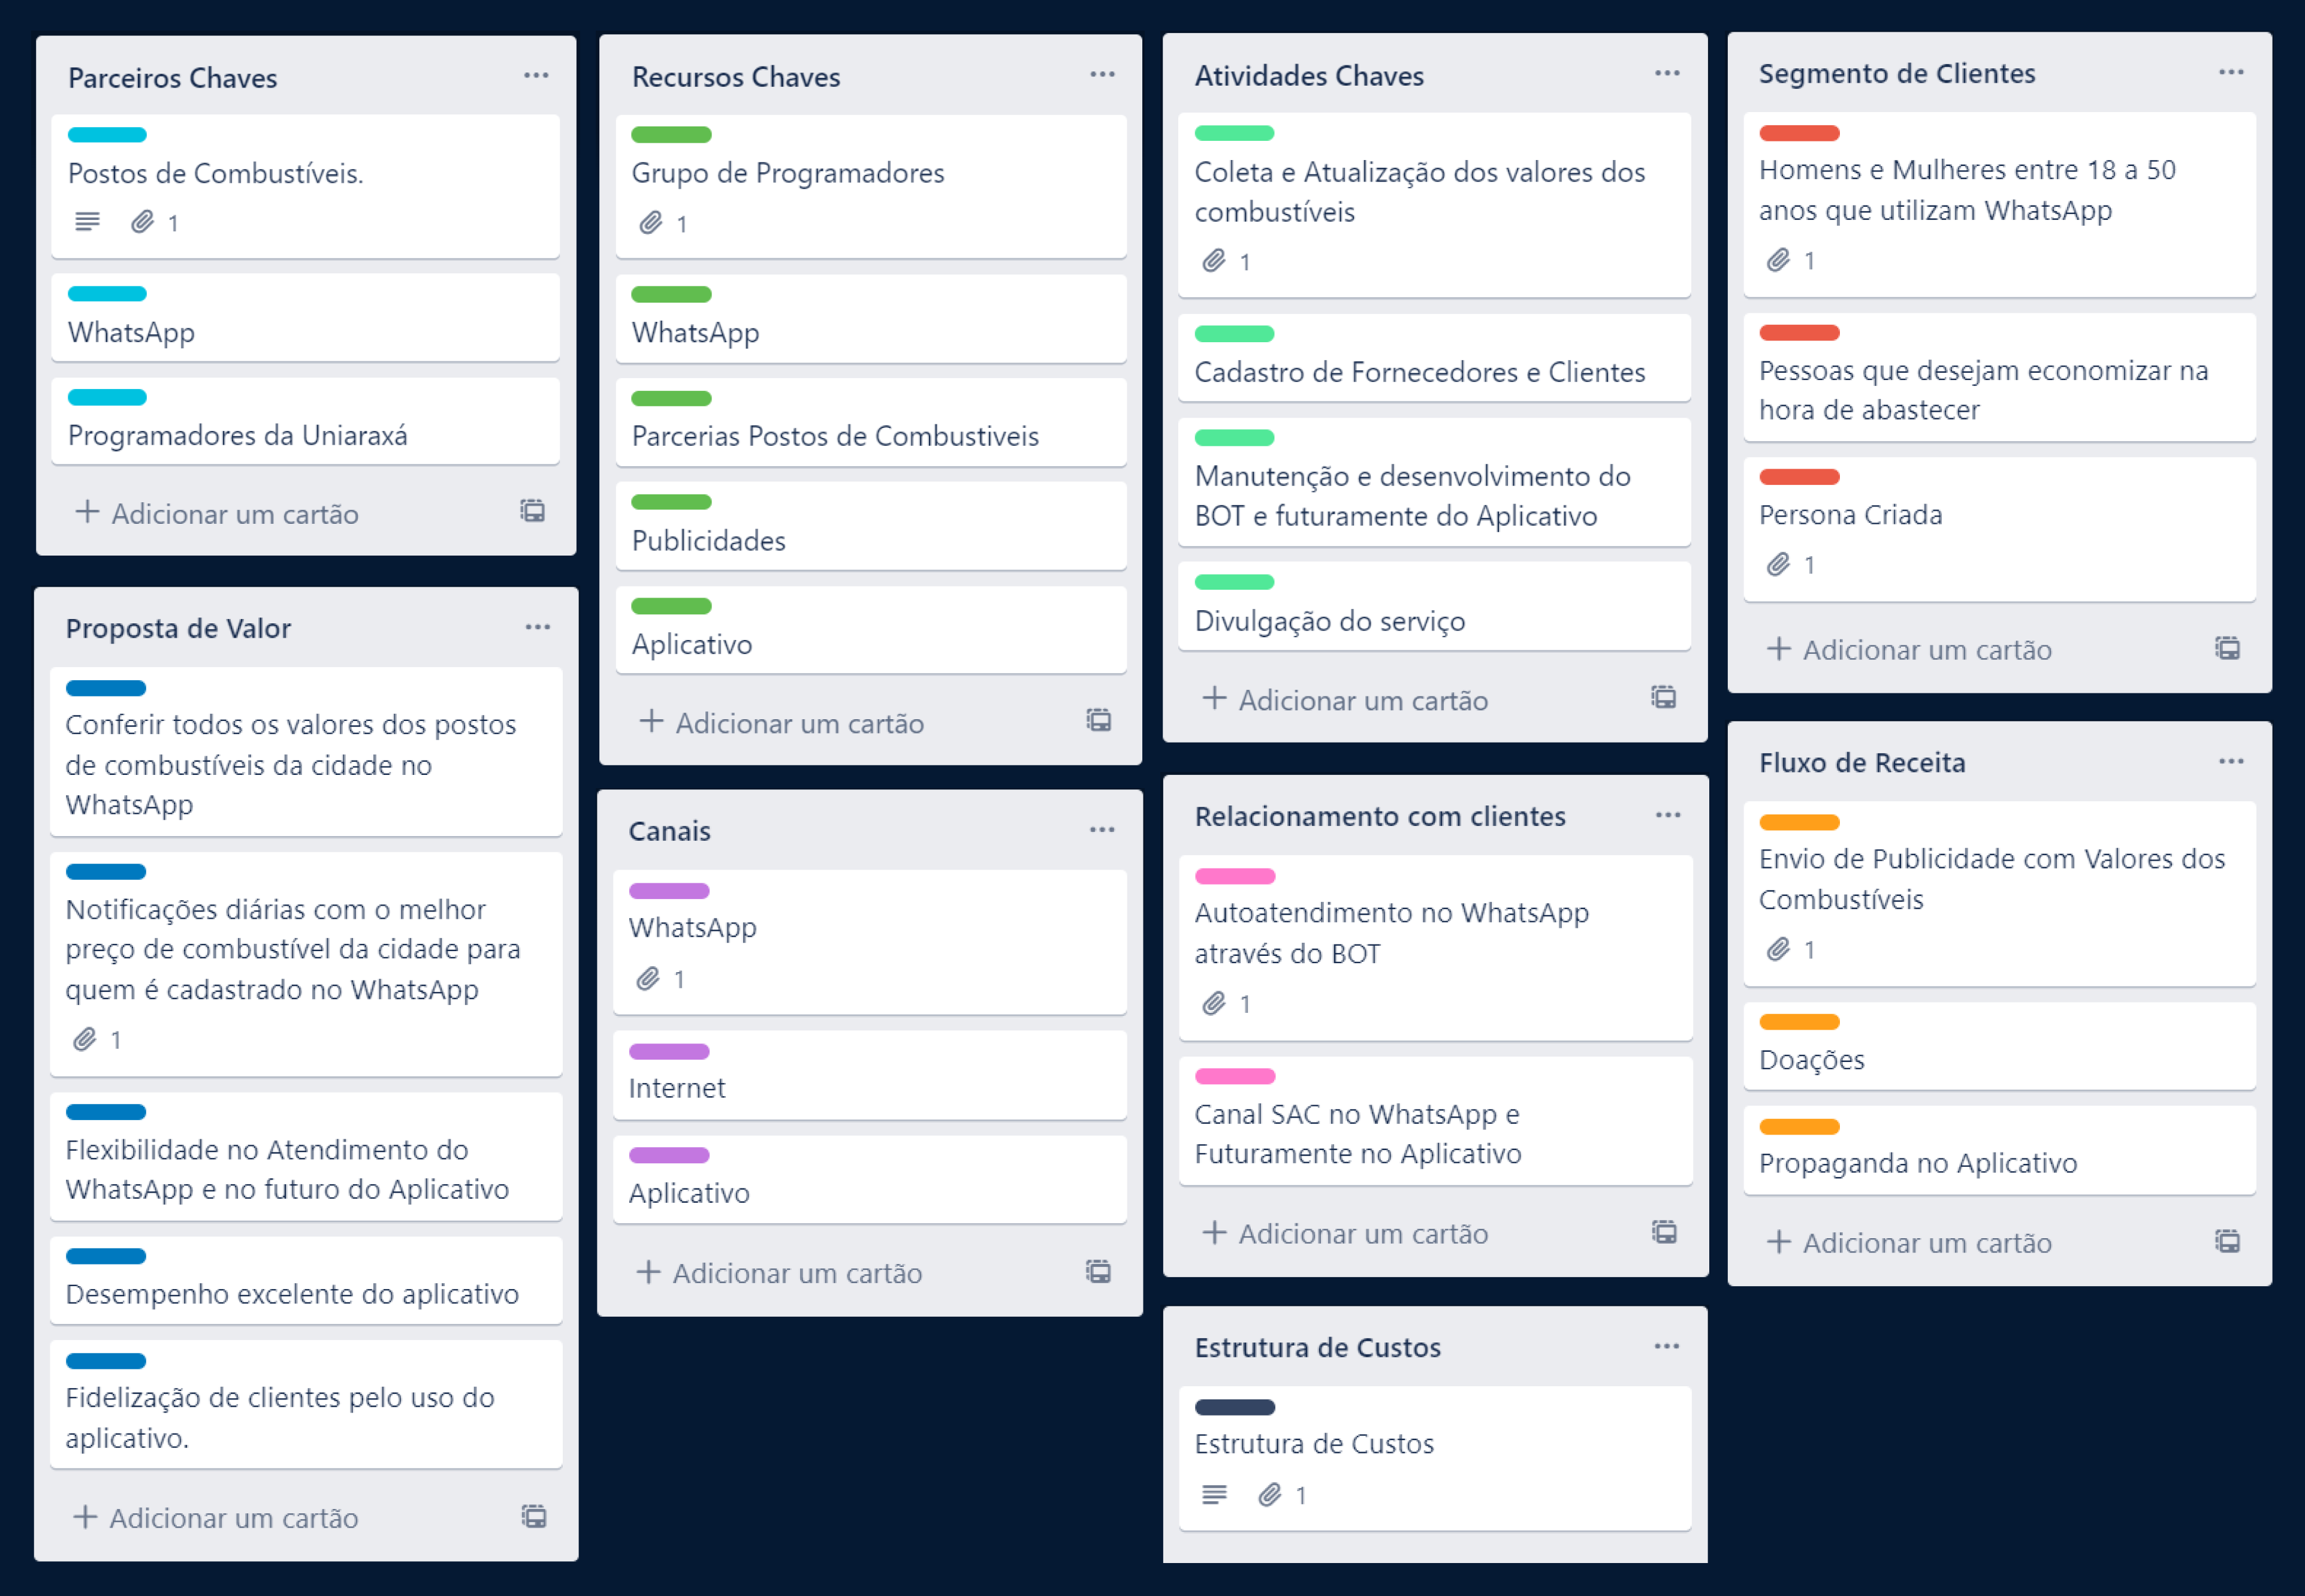 Parceiros Chaves
Postos de Combustíveis.
1
WhatsApp
Programadores da Uniaraxá
Adicionar um cartão
Proposta de Valor
Conferir todos os valores dos postos
de combustíveis da cidade no
WhatsApp
Notificações diárias com o melhor
preço de combustível da cidade para
quem é cadastrado no WhatsApp
1
Flexibilidade no Atendimento do
WhatsApp e no futuro do Aplicativo
Desempenho excelente do aplicativo
Fidelização de clientes pelo uso do
aplicativo.
Adicionar um cartão
Recursos Chaves
Grupo de Programadores
1
WhatsApp
Parcerias Postos de Combustiveis
Publicidades
Aplicativo
Adicionar um cartão
Canais
WhatsApp
1
Internet
Aplicativo
Adicionar um cartão
Atividades Chaves
Coleta e Atualização dos valores dos
combustíveis
1
Cadastro de Fornecedores e Clientes
Manutenção e desenvolvimento do
BOT e futuramente do Aplicativo
Divulgação do serviço
Adicionar um cartão
Relacionamento com clientes
Autoatendimento no WhatsApp
através do BOT
1
Canal SAC no WhatsApp e
Futuramente no Aplicativo
Adicionar um cartão
Estrutura de Custos
Estrutura de Custos
1
Segmento de Clientes
Homens e Mulheres entre 18 a 50
anos que utilizam WhatsApp
1
Pessoas que desejam economizar na
hora de abastecer
Persona Criada
1
Adicionar um cartão
Fluxo de Receita
Envio de Publicidade com Valores dos
Combustíveis
1
Doações
Propaganda no Aplicativo
Adicionar um cartão